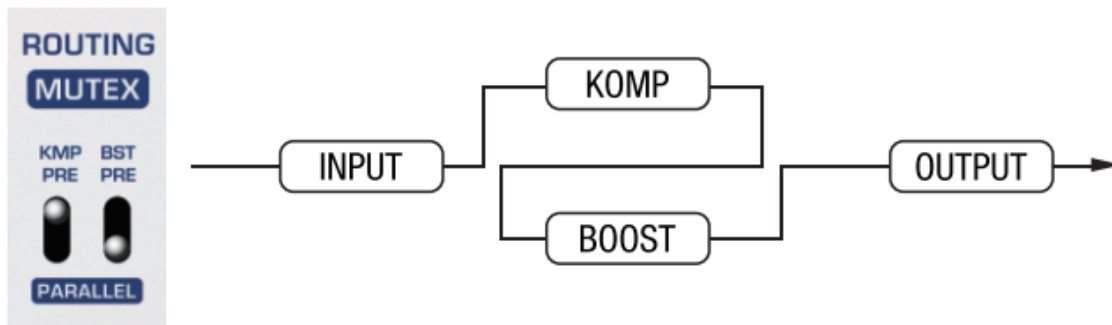 ROUTING
MUTEX
KMP BST
PRE PRE
PARALLEL
KOMP
INPUT
OUTPUT
BOOST